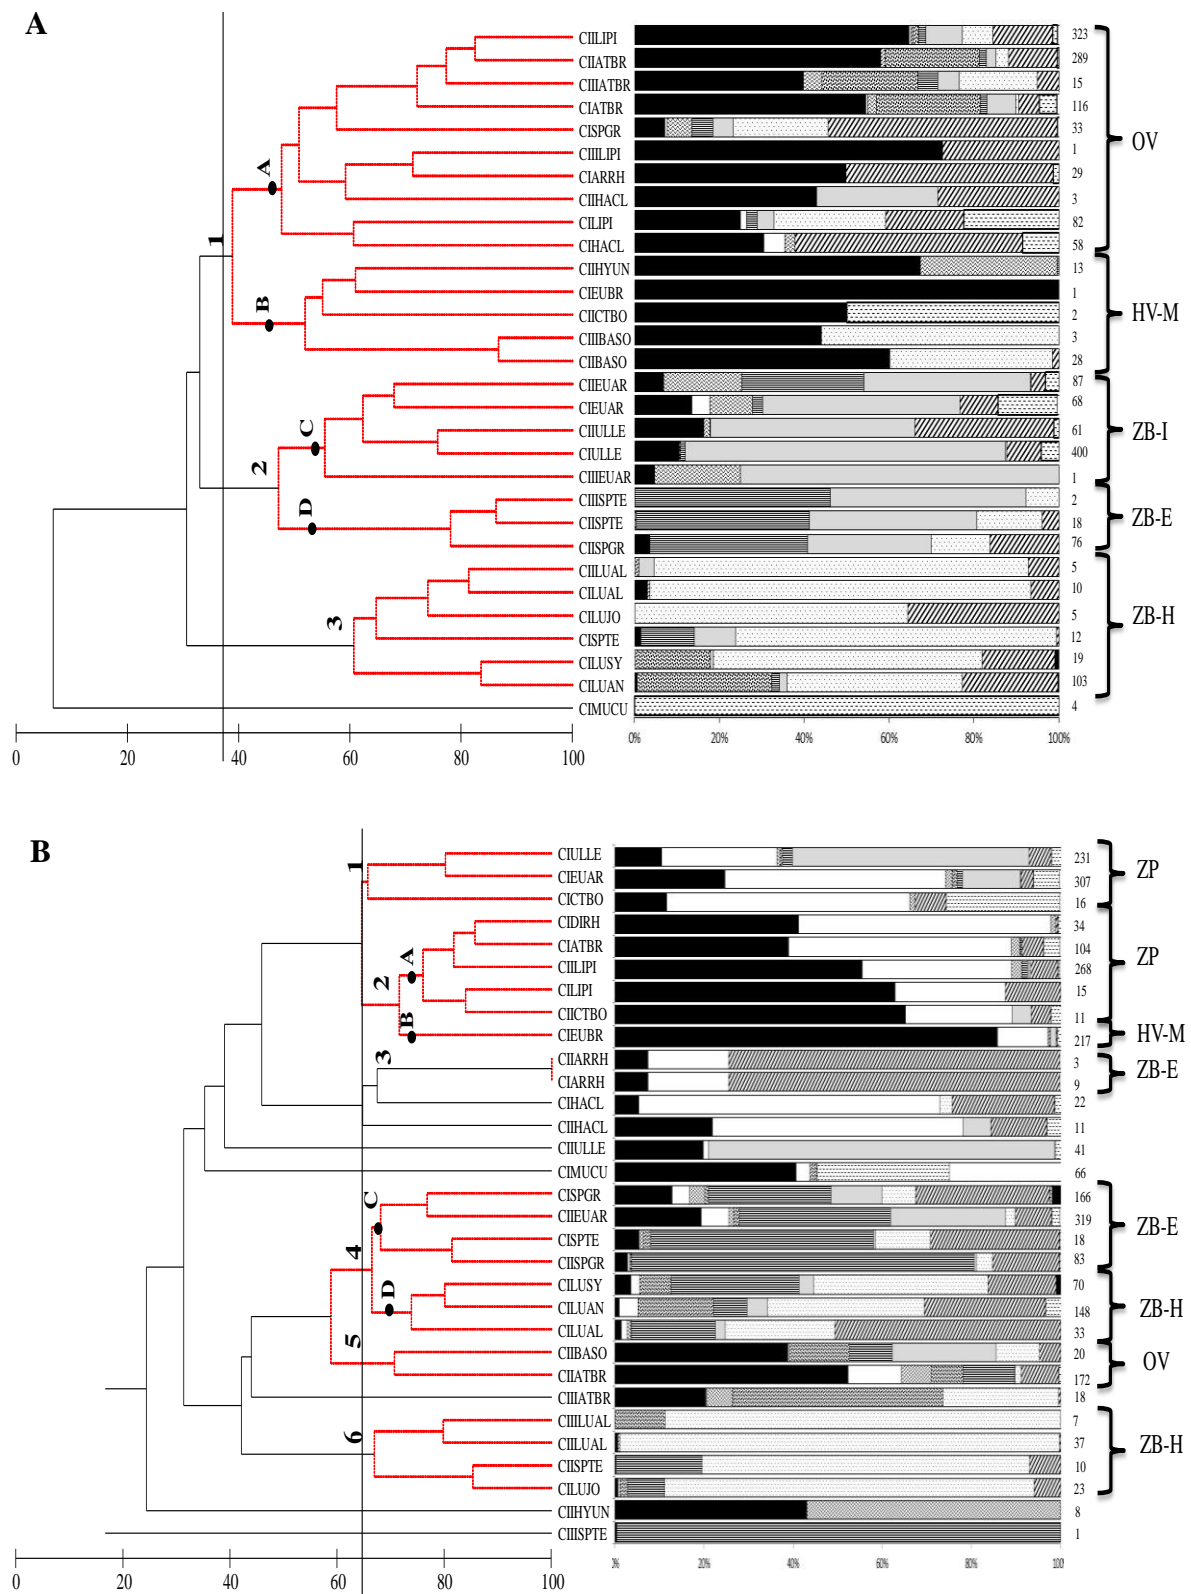 A
CIILIPI 323
CIIATBR 289
CIIIATBR 15
CIATBR 116
CISPGR 33
CIIILIPI 1
CIARRH 29
CIIHACL 3
CILIPI 82
CIHACL 58
OV
CIIHYUN 13
CIEUBR 1
CIICTBO 2
CIIIBASO 3
CIIBASO 28
HV-M
CIIEUAR 87
CIEUAR 68
CIIULLE 61
CIULLE 400
CIIIEUAR 1
ZB-I
CIIISPTE 2
CIISPTE 18
CIISPGR 76
ZB-E
CIILUAL 5
CILUAL 10
CILUJO 5
CISPTE 12
CILUSY 19
CILUAN 103
ZB-H
CIMUCU 4
1
A
B
2
C
D
3
0 20 40 60 80 100
0% 20% 40% 60% 80% 100%
B
CIULLE 231
CIEUAR 307
CICTBO 16
ZP
CIDIRH 34
CIATBR 104
CIILIPI 268
CILIPI 15
CIICTBO 11
ZP
CIEUBR 217
HV-M
CIIARRH 3
CIARRH 9
ZB-E
CIHACL 22
CIIHACL 11
CIIULLE 41
CIMUCU 66
CISPGR 166
CIIEUAR 319
CISPTE 18
CIISPGR 83
ZB-E
CILUSY 70
CILUAN 148
CILUAL 33
ZB-H
CIIBASO 20
CIIATBR 172
OV
CIIIATBR 18
CIIILUAL 7
CIILUAL 37
CIISPTE 10
CILUJO 23
ZB-H
CIIHYUN 8
CIIISPTE 1
1
2
A
B
3
4
C
D
5
6
0 20 40 60 80 100
0% 20% 40% 60% 80% 100%